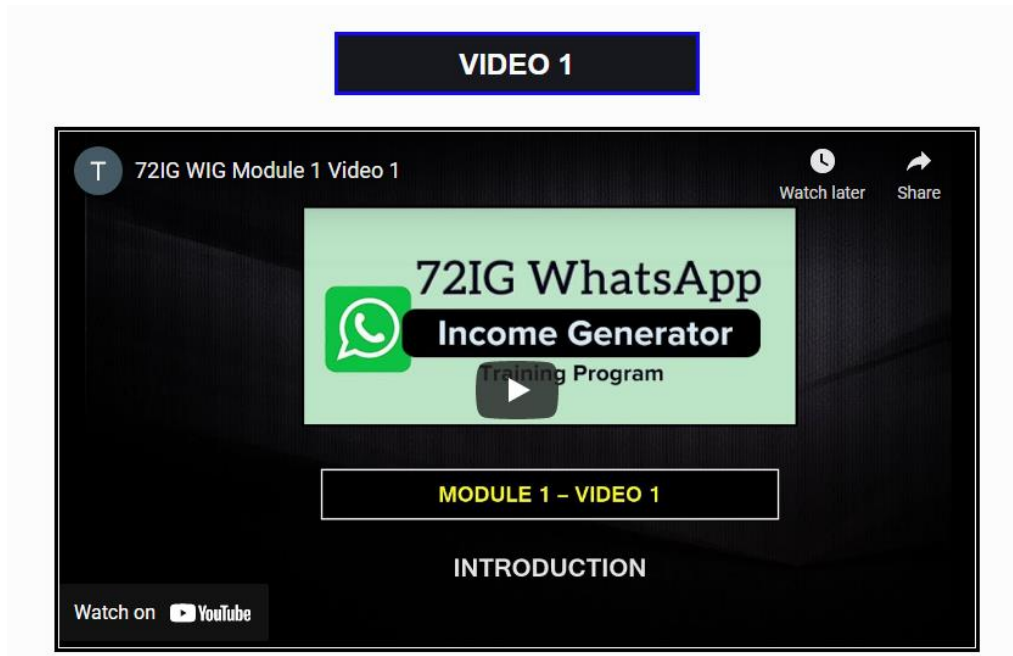 VIDEO 1
T 72IG WIG Module 1 Video 1
Watch later Share
72IG WhatsApp
Income Generator
Training Program
MODULE 1 – VIDEO 1
INTRODUCTION
Watch on YouTube